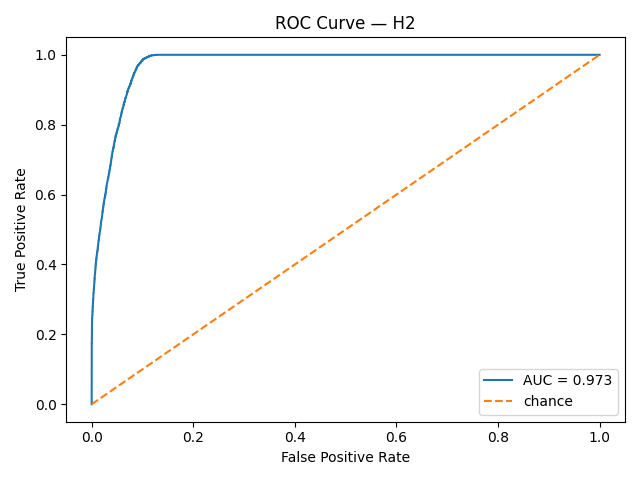 ROC Curve — H2
True Positive Rate
1.0
0.8
0.6
0.4
0.2
0.0
0.0 0.2 0.4 0.6 0.8 1.0
False Positive Rate
AUC = 0.973
chance